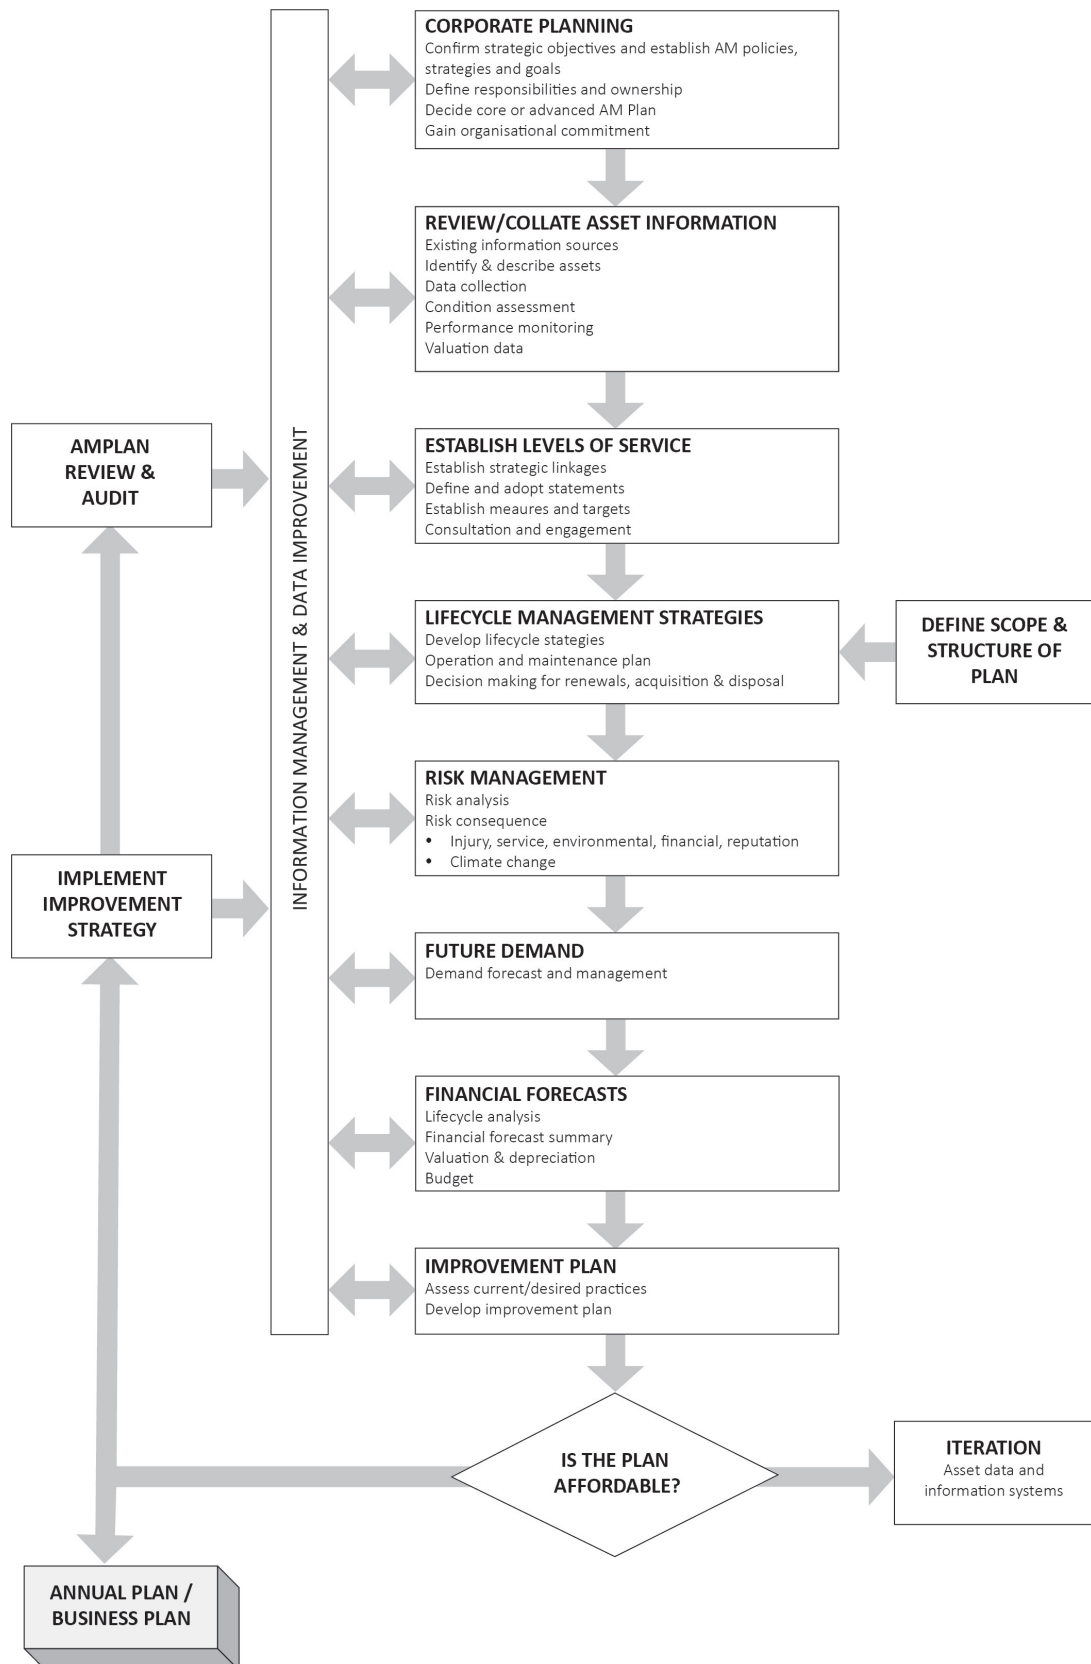 CORPORATE PLANNING
Confirm strategic objectives and establish AM policies,
strategies and goals
Define responsibilities and ownership
Decide core or advanced AM Plan
Gain organisational commitment
REVIEW/COLLATE ASSET INFORMATION
Existing information sources
Identify & describe assets
Data collection
Condition assessment
Performance monitoring
Valuation data
INFORMATION MANAGEMENT & DATA IMPROVEMENT
AMPLAN
REVIEW &
AUDIT
ESTABLISH LEVELS OF SERVICE
Establish strategic linkages
Define and adopt statements
Establish meaures and targets
Consultation and engagement
LIFECYCLE MANAGEMENT STRATEGIES
Develop lifecycle stategies
Operation and maintenance plan
Decision making for renewals, acquisition & disposal
DEFINE SCOPE &
STRUCTURE OF
PLAN
RISK MANAGEMENT
Risk analysis
Risk consequence
• Injury, service, environmental, financial, reputation
• Climate change
IMPLEMENT
IMPROVEMENT
STRATEGY
FUTURE DEMAND
Demand forecast and management
FINANCIAL FORECASTS
Lifecycle analysis
Financial forecast summary
Valuation & depreciation
Budget
IMPROVEMENT PLAN
Assess current/desired practices
Develop improvement plan
IS THE PLAN
AFFORDABLE?
ITERATION
Asset data and
information systems
ANNUAL PLAN /
BUSINESS PLAN